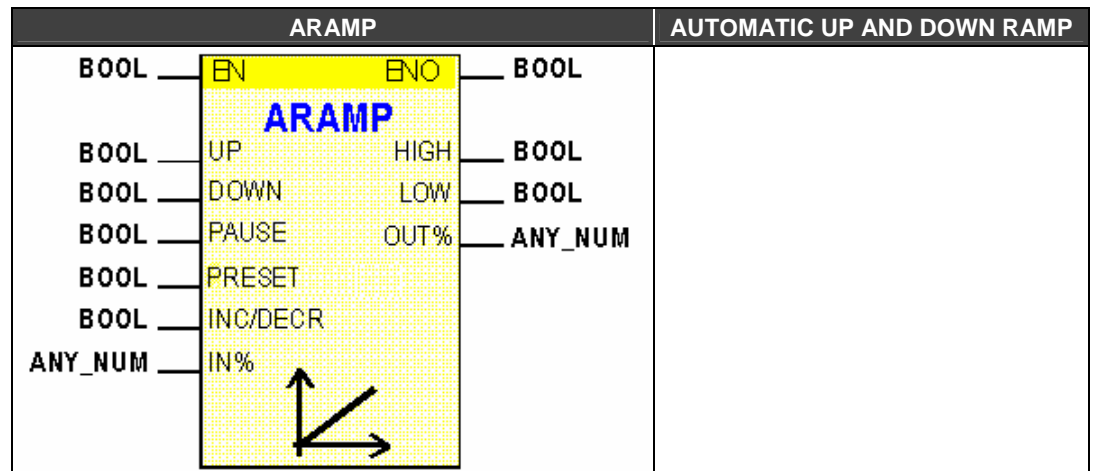 ARAMP AUTOMATIC UP AND DOWN RAMP
BOOL EN ENO BOOL
ARAMP
BOOL UP HIGH BOOL
BOOL DOWN LOW BOOL
BOOL PAUSE OUT% ANY_NUM
BOOL PRESET
BOOL INC/DECR
ANY_NUM IN%